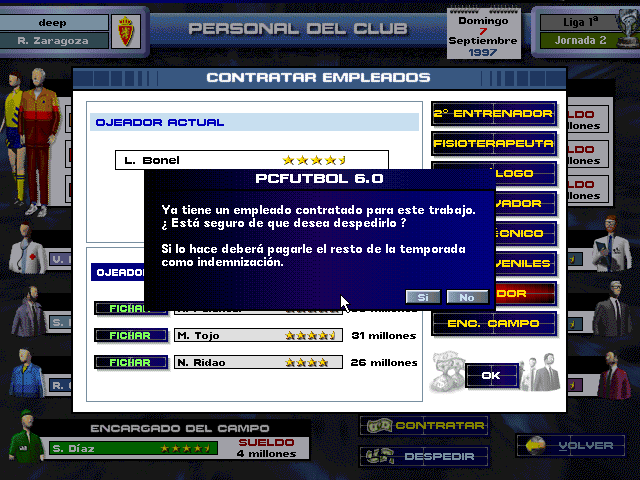 deep
R. Zaragoza
PERSONAL DEL CLUB
Domingo
7
Septiembre
1997
Liga 1ª
Jornada 2
CONTRATAR EMPLEADOS
OJEADOR ACTUAL
L. Bonel
2º ENTRENADOR
FISIOTERAPEUTA
PCFUTBOL 6.0
Ya tiene un empleado contratado para este trabajo.
¿ Está seguro de que desea despedirlo ?
Si lo hace deberá pagarle el resto de la temporada
como indemnización.
Si
No
FICHAR
FICHAR
M. Tojo
31 millones
FICHAR
N. Ridao
26 millones
ENC. CAMPO
OK
ENCARGADO DEL CAMPO
S. Díaz
SUELDO
4 millones
CONTRATAR
DESPEDIR
VOLVER